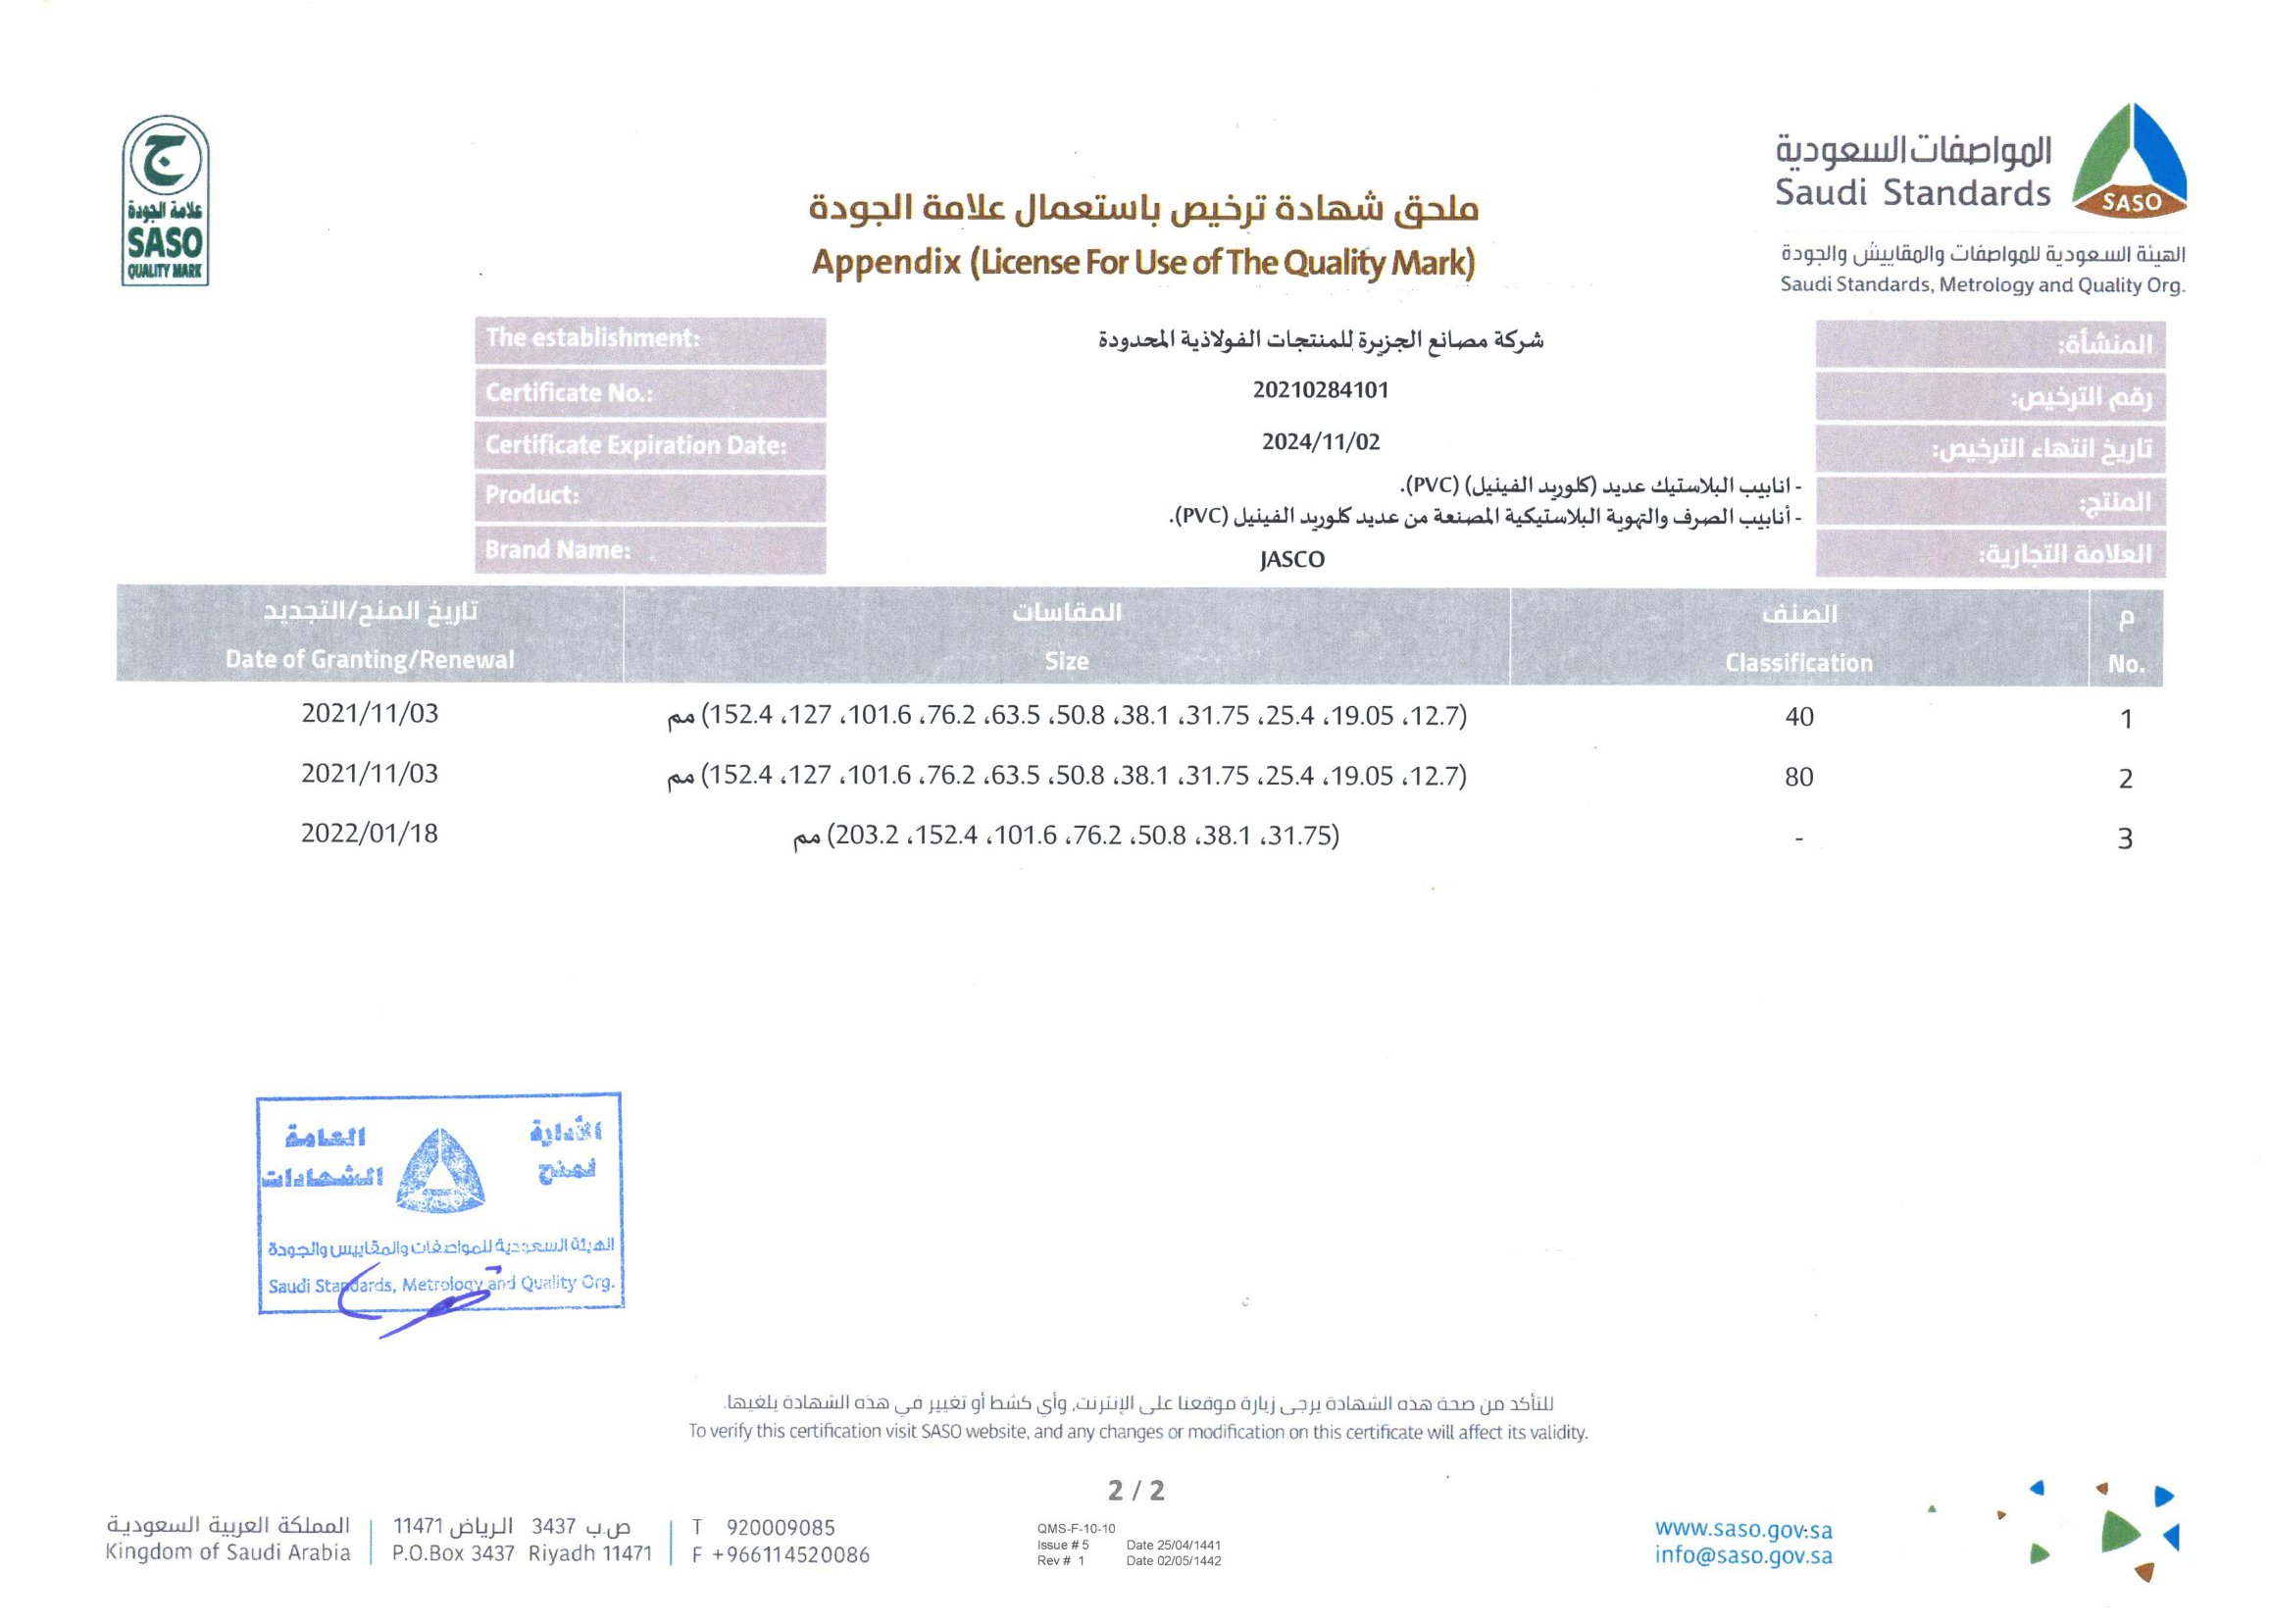 علامة الجودة
SASO
QUALITY MARK
المواصفات السعودية
Saudi Standards
SASO
الهيئة السعودية للمواصفات والمقاييس والجودة
Saudi Standards, Metrology and Quality Org.
ملحق شهادة ترخيص باستعمال علامة الجودة
Appendix (License For Use of The Quality Mark)
The establishment: شركة مصانع الجزيرة للمنتجات الفولاذية المحدودة المنشأة:
Certificate No.: 20210284101 رقم الترخيص:
Certificate Expiration Date: 2024/11/02 تاريخ انتهاء الترخيص:
Product: - انابيب البلاستيك عديد (كلوريد الفينيل) (PVC). المنتج:
- أنابيب الصرف والتهوية البلاستيكية المصنعة من عديد كلوريد الفينيل (PVC).
Brand Name: JASCO العلامة التجارية:
م الصنف المقاسات تاريخ المنح/التجديد
No. Classification Size Date of Granting/Renewal
1 40 (12.7، 19.05، 25.4، 31.75، 38.1، 50.8، 63.5، 76.2، 101.6، 127، 152.4) مم 2021/11/03
2 80 (12.7، 19.05، 25.4، 31.75، 38.1، 50.8، 63.5، 76.2، 101.6، 127، 152.4) مم 2021/11/03
3 - (31.75، 38.1، 50.8، 76.2، 101.6، 152.4، 203.2) مم 2022/01/18
الأدارة العامة
لمنح الشهادات
الهيئة السعودية للمواصفات والمقاييس والجودة
Saudi Standards, Metrology and Quality Org.
للتأكد من صحة هذه الشهادة يرجى زيارة موقعنا على الإنترنت، وأي كشط أو تغيير في هذه الشهادة يلغيها.
To verify this certification visit SASO website, and any changes or modification on this certificate will affect its validity.
2 / 2
المملكة العربية السعودية
Kingdom of Saudi Arabia
ص.ب 3437 الرياض 11471
P.O.Box 3437 Riyadh 11471
T 920009085
F +966114520086
QMS-F-10-10
Issue # 5 Date 25/04/1441
Rev # 1 Date 02/05/1442
www.saso.gov.sa
info@saso.gov.sa